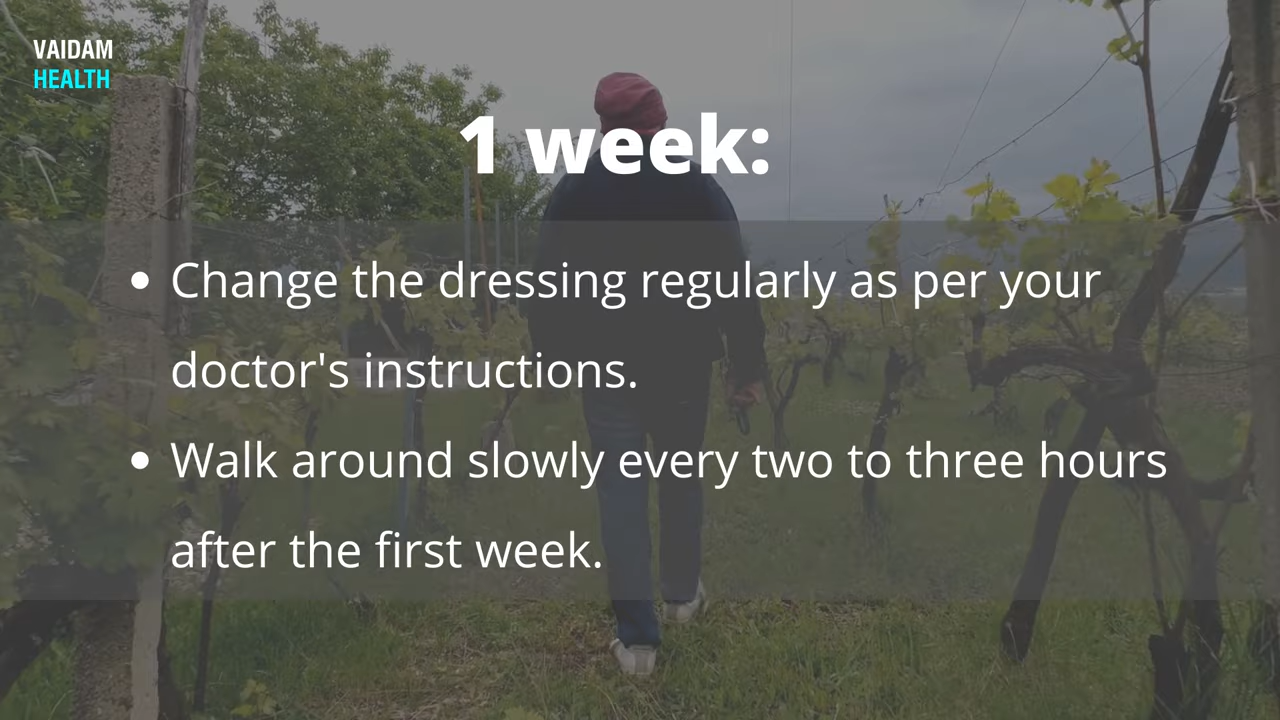 VAIDAM
HEALTH
1 week:
• Change the dressing regularly as per your
doctor's instructions.
• Walk around slowly every two to three hours
after the first week.